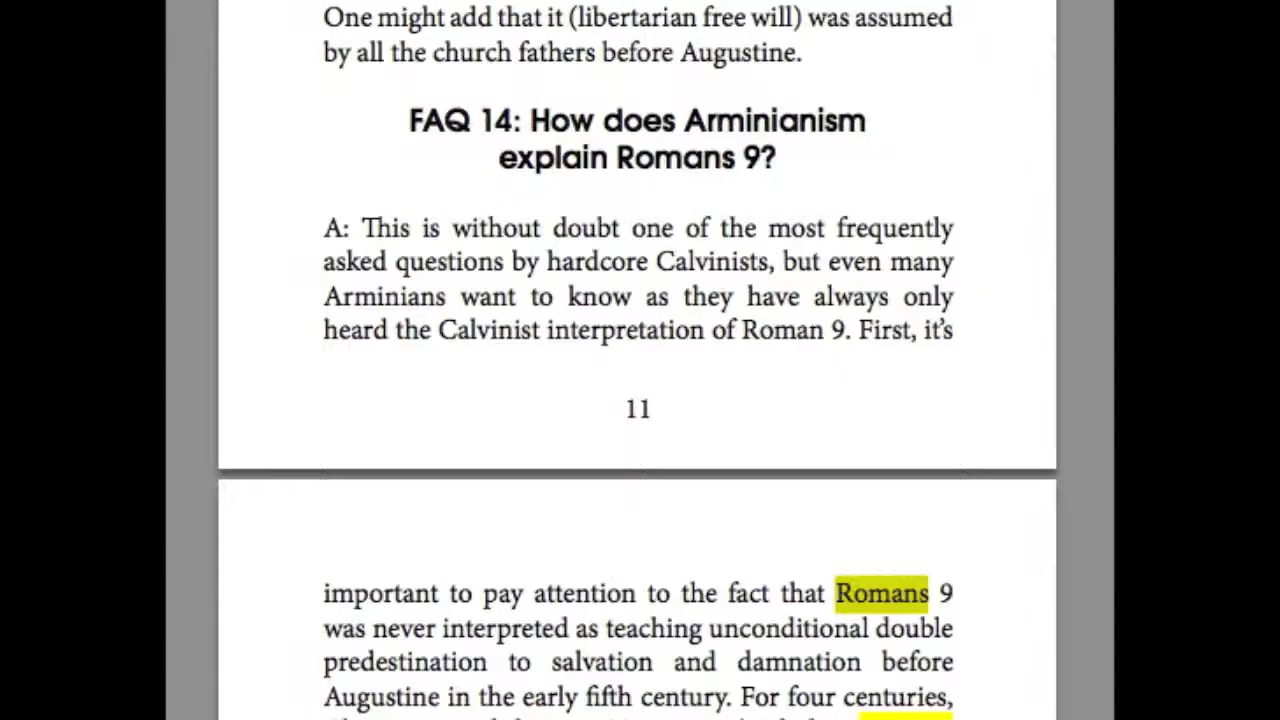 One might add that it (libertarian free will) was assumed
by all the church fathers before Augustine.
FAQ 14: How does Arminianism
explain Romans 9?
A: This is without doubt one of the most frequently
asked questions by hardcore Calvinists, but even many
Arminians want to know as they have always only
heard the Calvinist interpretation of Roman 9. First, it's
11
important to pay attention to the fact that Romans 9
was never interpreted as teaching unconditional double
predestination to salvation and damnation before
Augustine in the early fifth century. For four centuries,